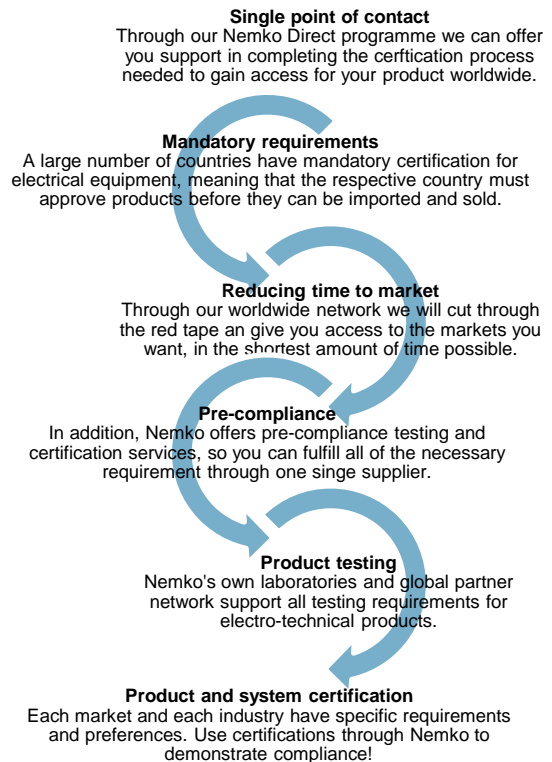 Single point of contact
Through our Nemko Direct programme we can offer
you support in completing the cerftication process
needed to gain access for your product worldwide.
Mandatory requirements
A large number of countries have mandatory certification for
electrical equipment, meaning that the respective country must
approve products before they can be imported and sold.
Reducing time to market
Through our worldwide network we will cut through
the red tape an give you access to the markets you
want, in the shortest amount of time possible.
Pre-compliance
In addition, Nemko offers pre-compliance testing and
certification services, so you can fulfill all of the necessary
requirement through one singe supplier.
Product testing
Nemko's own laboratories and global partner
network support all testing requirements for
electro-technical products.
Product and system certification
Each market and each industry have specific requirements
and preferences. Use certifications through Nemko to
demonstrate compliance!